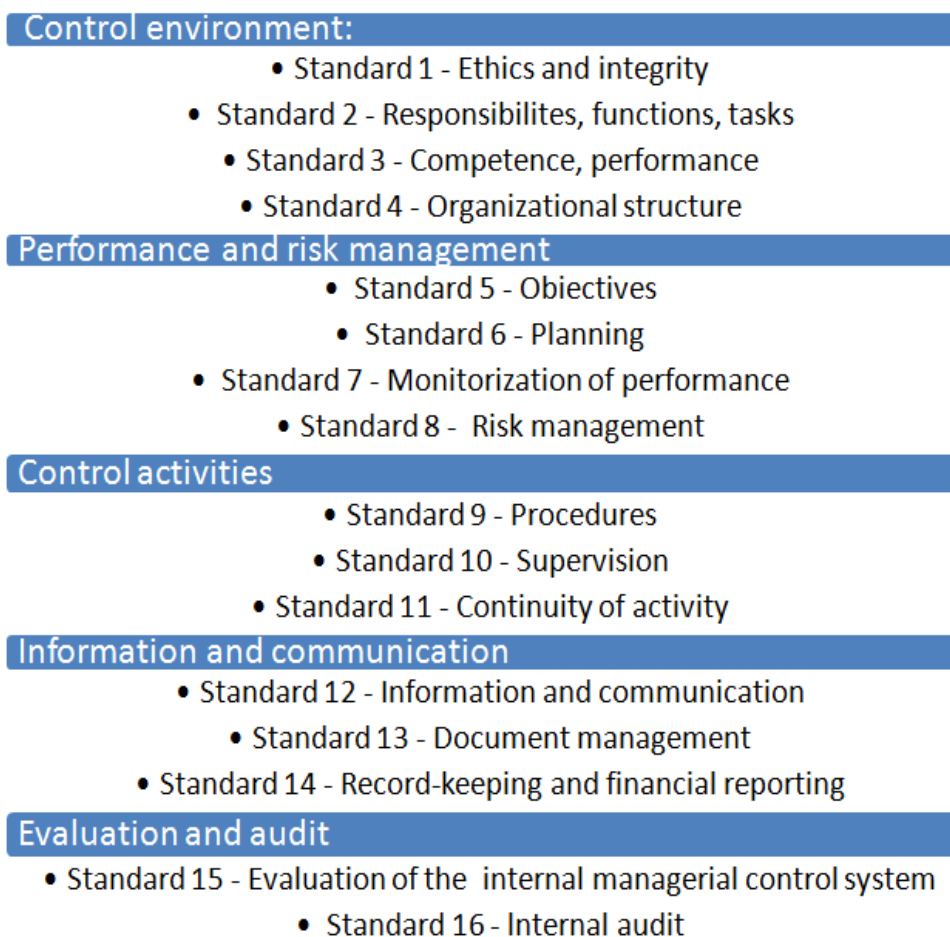 Control environment:
• Standard 1 - Ethics and integrity
• Standard 2 - Responsibilites, functions, tasks
• Standard 3 - Competence, performance
• Standard 4 - Organizational structure
Performance and risk management
• Standard 5 - Obiectives
• Standard 6 - Planning
• Standard 7 - Monitorization of performance
• Standard 8 - Risk management
Control activities
• Standard 9 - Procedures
• Standard 10 - Supervision
• Standard 11 - Continuity of activity
Information and communication
• Standard 12 - Information and communication
• Standard 13 - Document management
• Standard 14 - Record-keeping and financial reporting
Evaluation and audit
• Standard 15 - Evaluation of the internal managerial control system
• Standard 16 - Internal audit